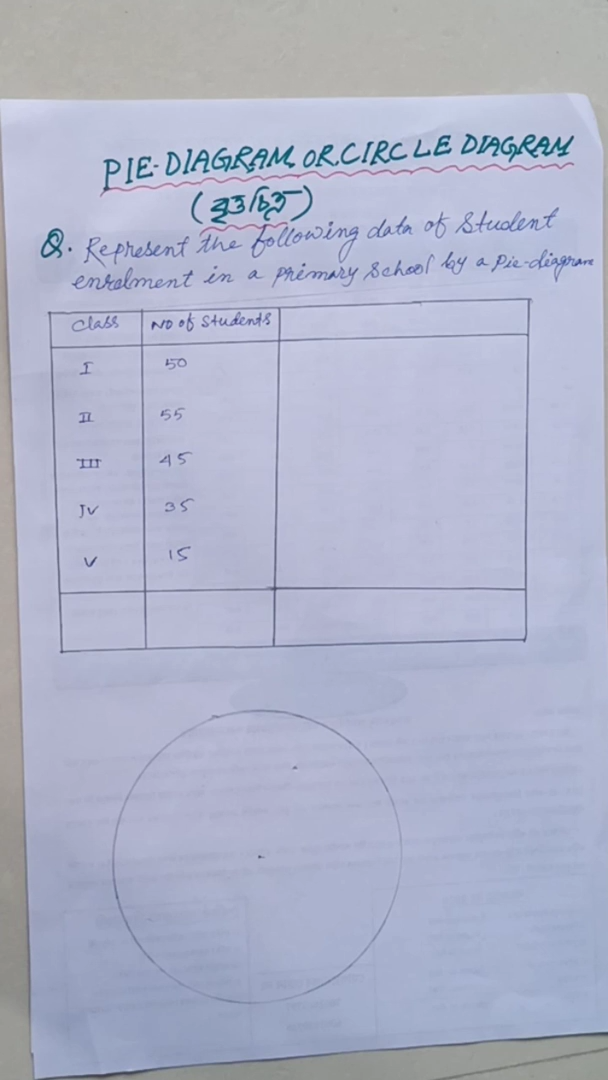 PIE-DIAGRAM OR CIRCLE DIAGRAM
(বৃত্তচিত্ৰ)
Q. Represent the following data of Student
enrolment in a primary School by a Pie-diagram
Class No of Students
I 50
II 55
III 45
IV 35
V 15